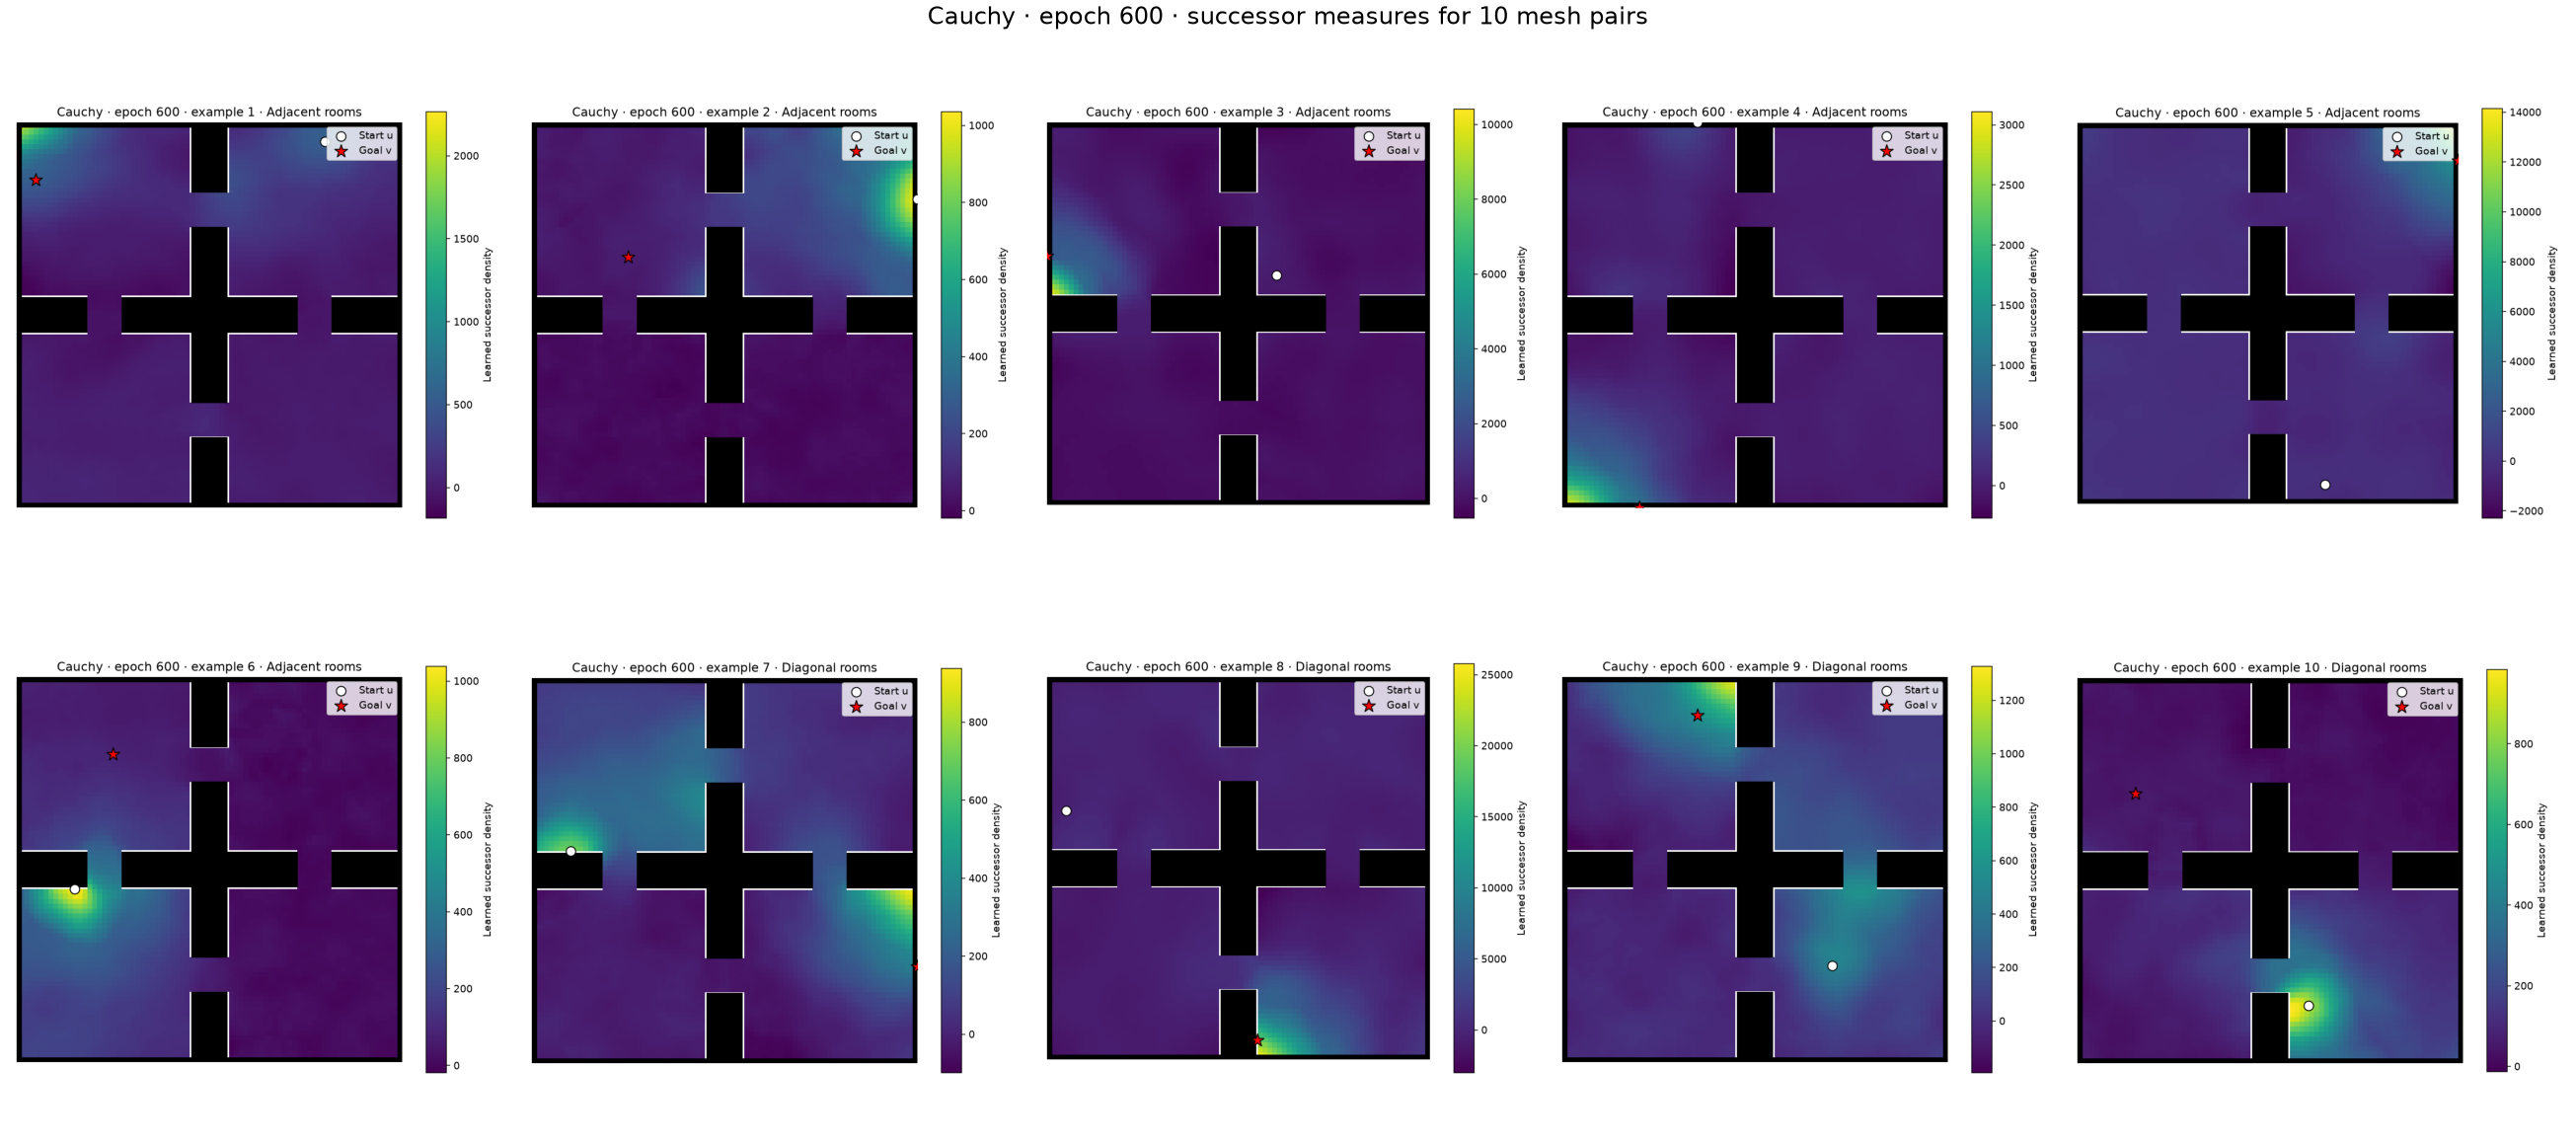 Cauchy · epoch 600 · successor measures for 10 mesh pairs
Cauchy · epoch 600 · example 1 · Adjacent rooms
Start u
Goal v
2000
1500
1000
500
0
Learned successor density
Cauchy · epoch 600 · example 2 · Adjacent rooms
Start u
Goal v
1000
800
600
400
200
0
Learned successor density
Cauchy · epoch 600 · example 3 · Adjacent rooms
Start u
Goal v
10000
8000
6000
4000
2000
0
Learned successor density
Cauchy · epoch 600 · example 4 · Adjacent rooms
Start u
Goal v
3000
2500
2000
1500
1000
500
0
Learned successor density
Cauchy · epoch 600 · example 5 · Adjacent rooms
Start u
Goal v
14000
12000
10000
8000
6000
4000
2000
0
−2000
Learned successor density
Cauchy · epoch 600 · example 6 · Adjacent rooms
Start u
Goal v
1000
800
600
400
200
0
Learned successor density
Cauchy · epoch 600 · example 7 · Diagonal rooms
Start u
Goal v
800
600
400
200
0
Learned successor density
Cauchy · epoch 600 · example 8 · Diagonal rooms
Start u
Goal v
25000
20000
15000
10000
5000
0
Learned successor density
Cauchy · epoch 600 · example 9 · Diagonal rooms
Start u
Goal v
1200
1000
800
600
400
200
0
Learned successor density
Cauchy · epoch 600 · example 10 · Diagonal rooms
Start u
Goal v
800
600
400
200
0
Learned successor density